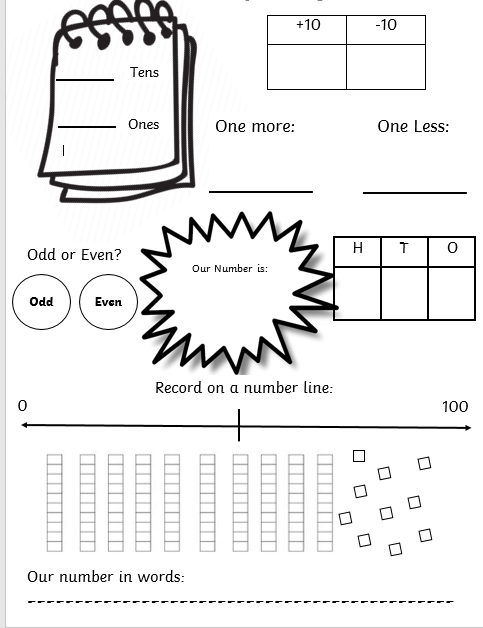 +10 -10
Tens
Ones
One more: One Less:
Odd or Even?
Our Number is:
H T O
Odd Even
Record on a number line:
0 100
Our number in words: